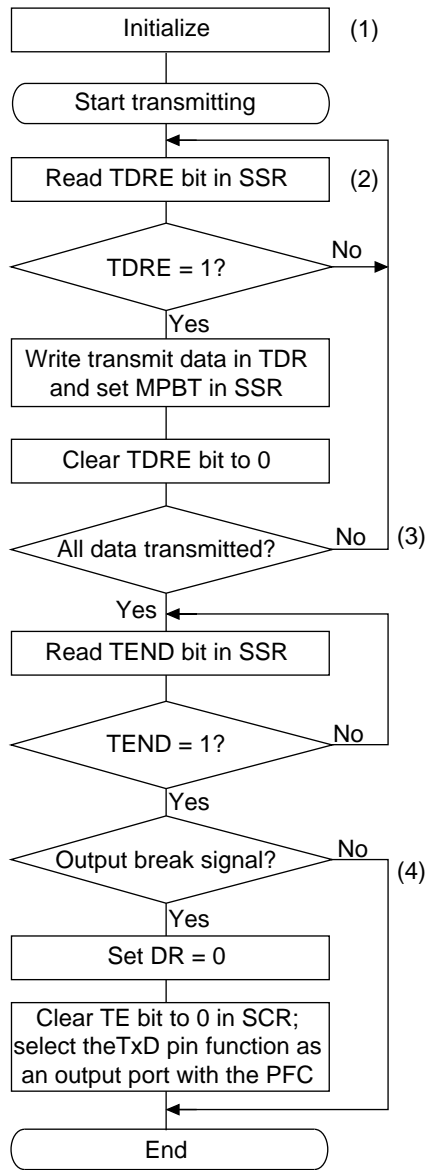 Initialize
(1)
Start transmitting
Read TDRE bit in SSR
(2)
TDRE = 1?
No
Yes
Write transmit data in TDR
and set MPBT in SSR
Clear TDRE bit to 0
All data transmitted?
No
(3)
Yes
Read TEND bit in SSR
TEND = 1?
No
Yes
Output break signal?
No
(4)
Yes
Set DR = 0
Clear TE bit to 0 in SCR;
select theTxD pin function as
an output port with the PFC
End